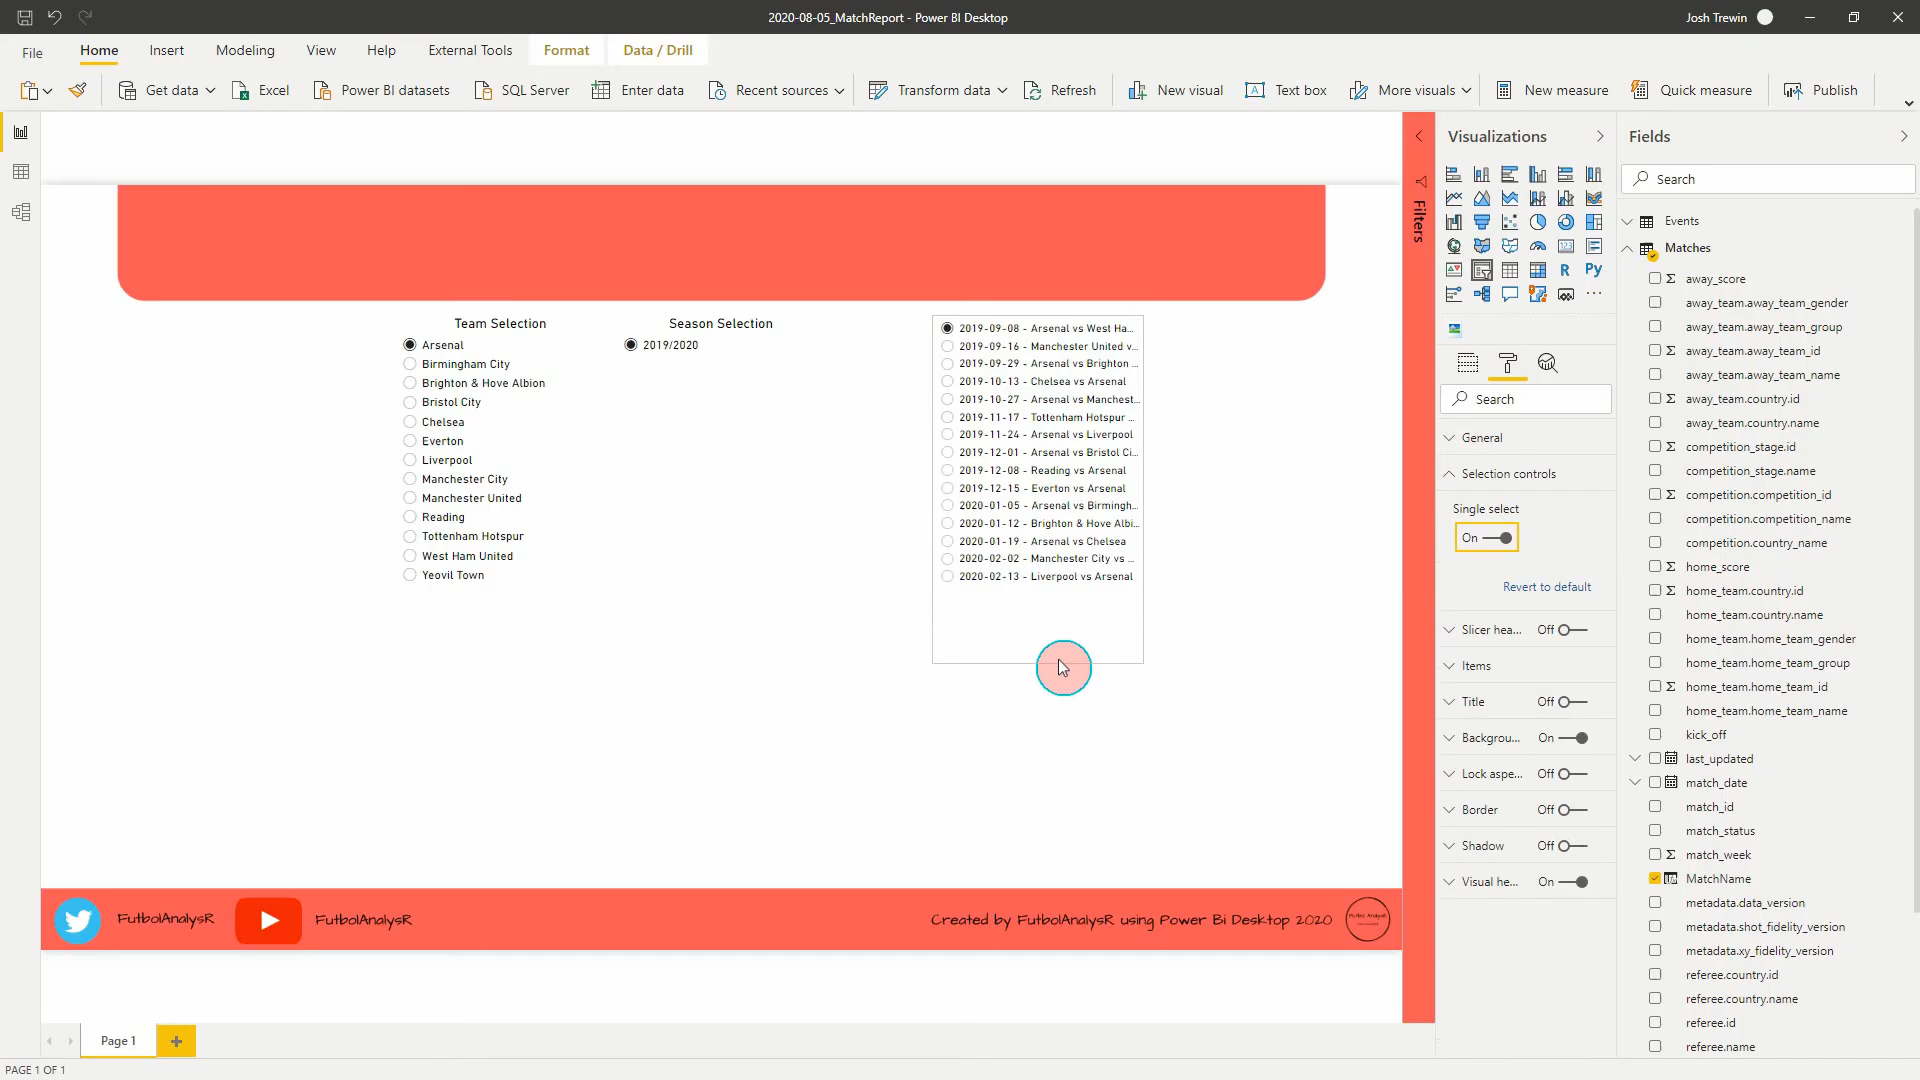 2020-08-05_MatchReport - Power BI Desktop
Josh Trewin
File
Home
Insert
Modeling
View
Help
External Tools
Format
Data / Drill
Get data
Excel
Power BI datasets
SQL Server
Enter data
Recent sources
Transform data
Refresh
New visual
Text box
More visuals
New measure
Quick measure
Publish
Team Selection
Arsenal
Birmingham City
Brighton & Hove Albion
Bristol City
Chelsea
Everton
Liverpool
Manchester City
Manchester United
Reading
Tottenham Hotspur
West Ham United
Yeovil Town
Season Selection
2019/2020
2019-09-08 - Arsenal vs West Ha...
2019-09-16 - Manchester United v...
2019-09-29 - Arsenal vs Brighton ...
2019-10-13 - Chelsea vs Arsenal
2019-10-27 - Arsenal vs Manchest...
2019-11-17 - Tottenham Hotspur ...
2019-11-24 - Arsenal vs Liverpool
2019-12-01 - Arsenal vs Bristol Ci...
2019-12-08 - Reading vs Arsenal
2019-12-15 - Everton vs Arsenal
2020-01-05 - Arsenal vs Birmingh...
2020-01-12 - Brighton & Hove Albi...
2020-01-19 - Arsenal vs Chelsea
2020-02-02 - Manchester City vs ...
2020-02-13 - Liverpool vs Arsenal
FutbolAnalysR
FutbolAnalysR
Created by FutbolAnalysR using Power Bi Desktop 2020
Page 1
PAGE 1 OF 1
Filters
Visualizations
123
R
Py
Search
General
Selection controls
Single select
On
Revert to default
Slicer hea... Off
Items
Title Off
Backgrou... On
Lock aspe... Off
Border Off
Shadow Off
Visual he... On
Fields
Search
Events
Matches
away_score
away_team.away_team_gender
away_team.away_team_group
away_team.away_team_id
away_team.away_team_name
away_team.country.id
away_team.country.name
competition_stage.id
competition_stage.name
competition.competition_id
competition.competition_name
competition.country_name
home_score
home_team.country.id
home_team.country.name
home_team.home_team_gender
home_team.home_team_group
home_team.home_team_id
home_team.home_team_name
kick_off
last_updated
match_date
match_id
match_status
match_week
MatchName
metadata.data_version
metadata.shot_fidelity_version
metadata.xy_fidelity_version
referee.country.id
referee.country.name
referee.id
referee.name